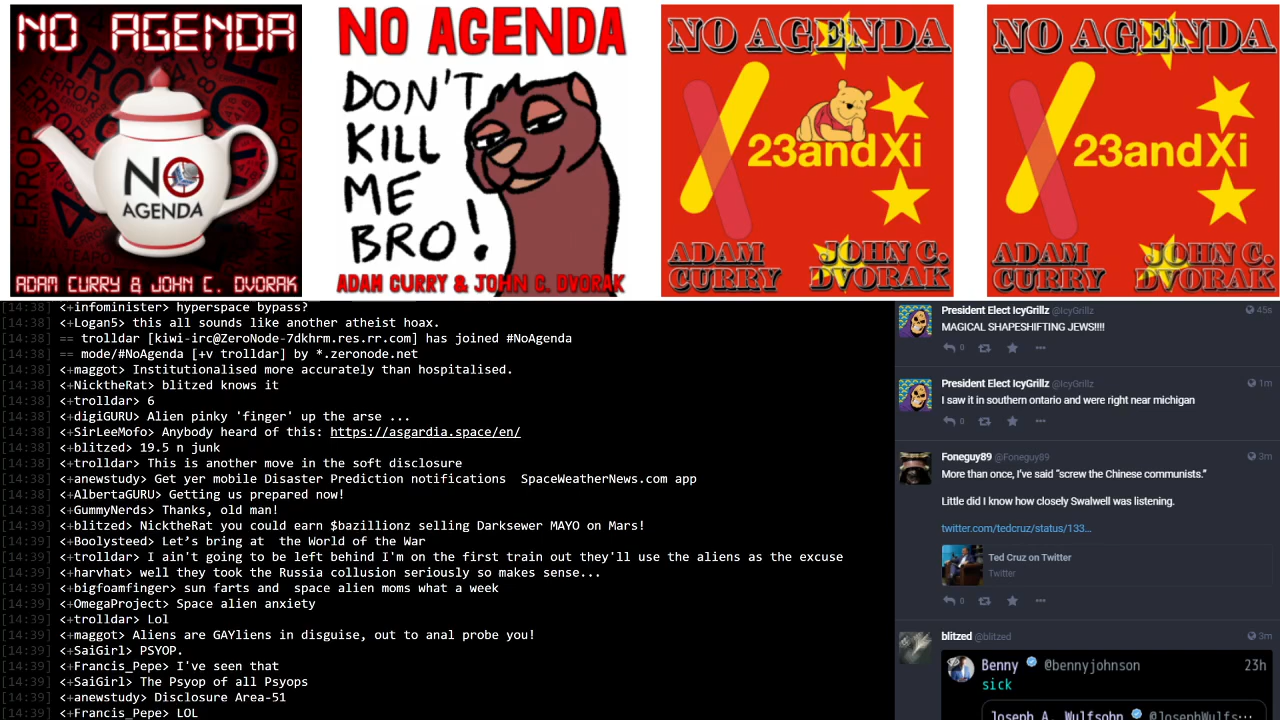 NO AGENDA
NO
AGENDA
ADAM CURRY & JOHN C. DVORAK
NO AGENDA
DON'T
KILL
ME
BRO!
ADAM CURRY & JOHN C. DVORAK
NO AGENDA
23andXi
ADAM CURRY
JOHN C. DVORAK
NO AGENDA
23andXi
ADAM CURRY
JOHN C. DVORAK
[14:38] <+infominister> hyperspace bypass?
[14:38] <+Logan5> this all sounds like another atheist hoax.
[14:38] == trolldar [kiwi-irc@ZeroNode-7dkhrm.res.rr.com] has joined #NoAgenda
[14:38] == mode/#NoAgenda [+v trolldar] by *.zeronode.net
[14:38] <+maggot> Institutionalised more accurately than hospitalised.
[14:38] <+NicktheRat> blitzed knows it
[14:38] <+trolldar> 6
[14:38] <+digiGURU> Alien pinky 'finger' up the arse ...
[14:38] <+SirLeeMofo> Anybody heard of this: https://asgardia.space/en/
[14:38] <+blitzed> 19.5 n junk
[14:38] <+trolldar> This is another move in the soft disclosure
[14:38] <+anewstudy> Get yer mobile Disaster Prediction notifications  SpaceWeatherNews.com app
[14:38] <+AlbertaGURU> Getting us prepared now!
[14:38] <+GummyNerds> Thanks, old man!
[14:39] <+blitzed> NicktheRat you could earn $bazillionz selling Darksewer MAYO on Mars!
[14:39] <+Boolysteed> Let's bring at  the World of the War
[14:39] <+trolldar> I ain't going to be left behind I'm on the first train out they'll use the aliens as the excuse
[14:39] <+harvhat> well they took the Russia collusion seriously so makes sense...
[14:39] <+bigfoamfinger> sun farts and  space alien moms what a week
[14:39] <+OmegaProject> Space alien anxiety
[14:39] <+trolldar> Lol
[14:39] <+maggot> Aliens are GAYliens in disguise, out to anal probe you!
[14:39] <+SaiGirl> PSYOP.
[14:39] <+Francis_Pepe> I've seen that
[14:39] <+SaiGirl> The Psyop of all Psyops
[14:39] <+anewstudy> Disclosure Area-51
[14:39] <+Francis_Pepe> LOL
President Elect IcyGrillz @IcyGrillz 45s
MAGICAL SHAPESHIFTING JEWS!!!!
0
President Elect IcyGrillz @IcyGrillz 1m
I saw it in southern ontario and were right near michigan
0
Foneguy89 @Foneguy89 3m
More than once, I've said "screw the Chinese communists."
Little did I know how closely Swalwell was listening.
twitter.com/tedcruz/status/133…
Ted Cruz on Twitter
Twitter
0
blitzed @blitzed 3m
Benny @bennyjohnson 23h
sick
Joseph A. Wulfsohn @JosephWulfs…